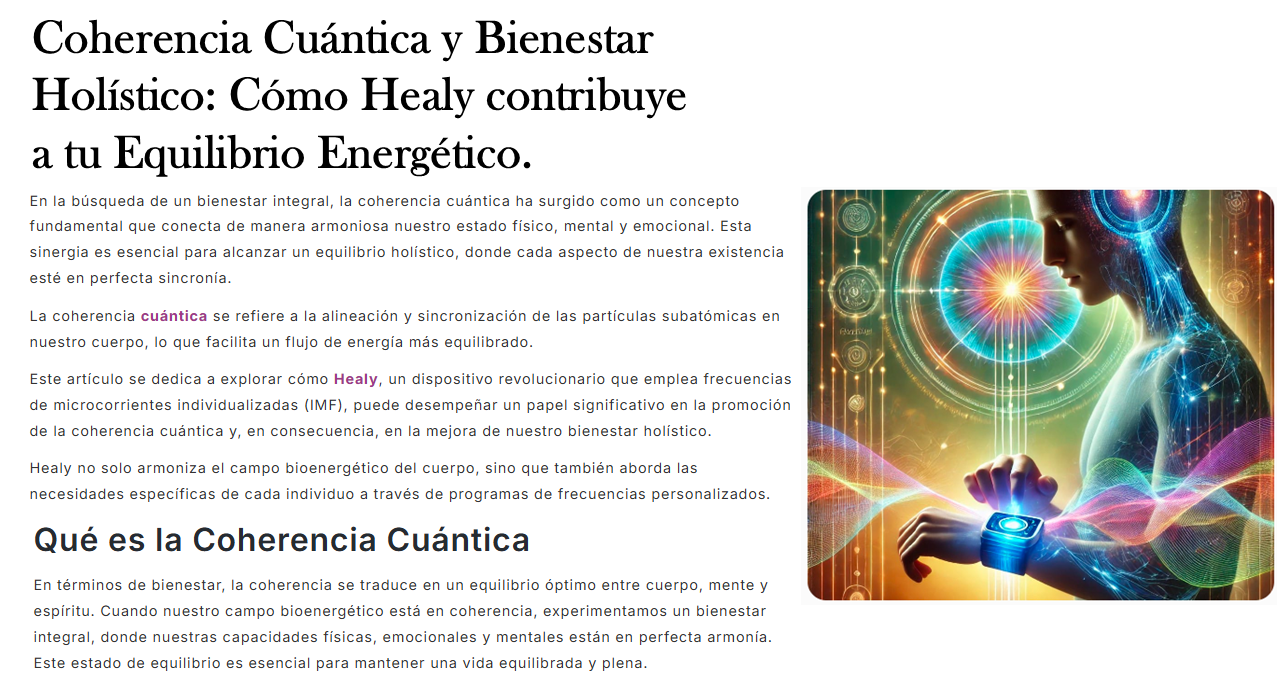 Coherencia Cuántica y Bienestar
Holístico: Cómo Healy contribuye
a tu Equilibrio Energético.
En la búsqueda de un bienestar integral, la coherencia cuántica ha surgido como un concepto
fundamental que conecta de manera armoniosa nuestro estado físico, mental y emocional. Esta
sinergia es esencial para alcanzar un equilibrio holístico, donde cada aspecto de nuestra existencia
esté en perfecta sincronía.
La coherencia cuántica se refiere a la alineación y sincronización de las partículas subatómicas en
nuestro cuerpo, lo que facilita un flujo de energía más equilibrado.
Este artículo se dedica a explorar cómo Healy, un dispositivo revolucionario que emplea frecuencias
de microcorrientes individualizadas (IMF), puede desempeñar un papel significativo en la promoción
de la coherencia cuántica y, en consecuencia, en la mejora de nuestro bienestar holístico.
Healy no solo armoniza el campo bioenergético del cuerpo, sino que también aborda las
necesidades específicas de cada individuo a través de programas de frecuencias personalizados.
Qué es la Coherencia Cuántica
En términos de bienestar, la coherencia se traduce en un equilibrio óptimo entre cuerpo, mente y
espíritu. Cuando nuestro campo bioenergético está en coherencia, experimentamos un bienestar
integral, donde nuestras capacidades físicas, emocionales y mentales están en perfecta armonía.
Este estado de equilibrio es esencial para mantener una vida equilibrada y plena.